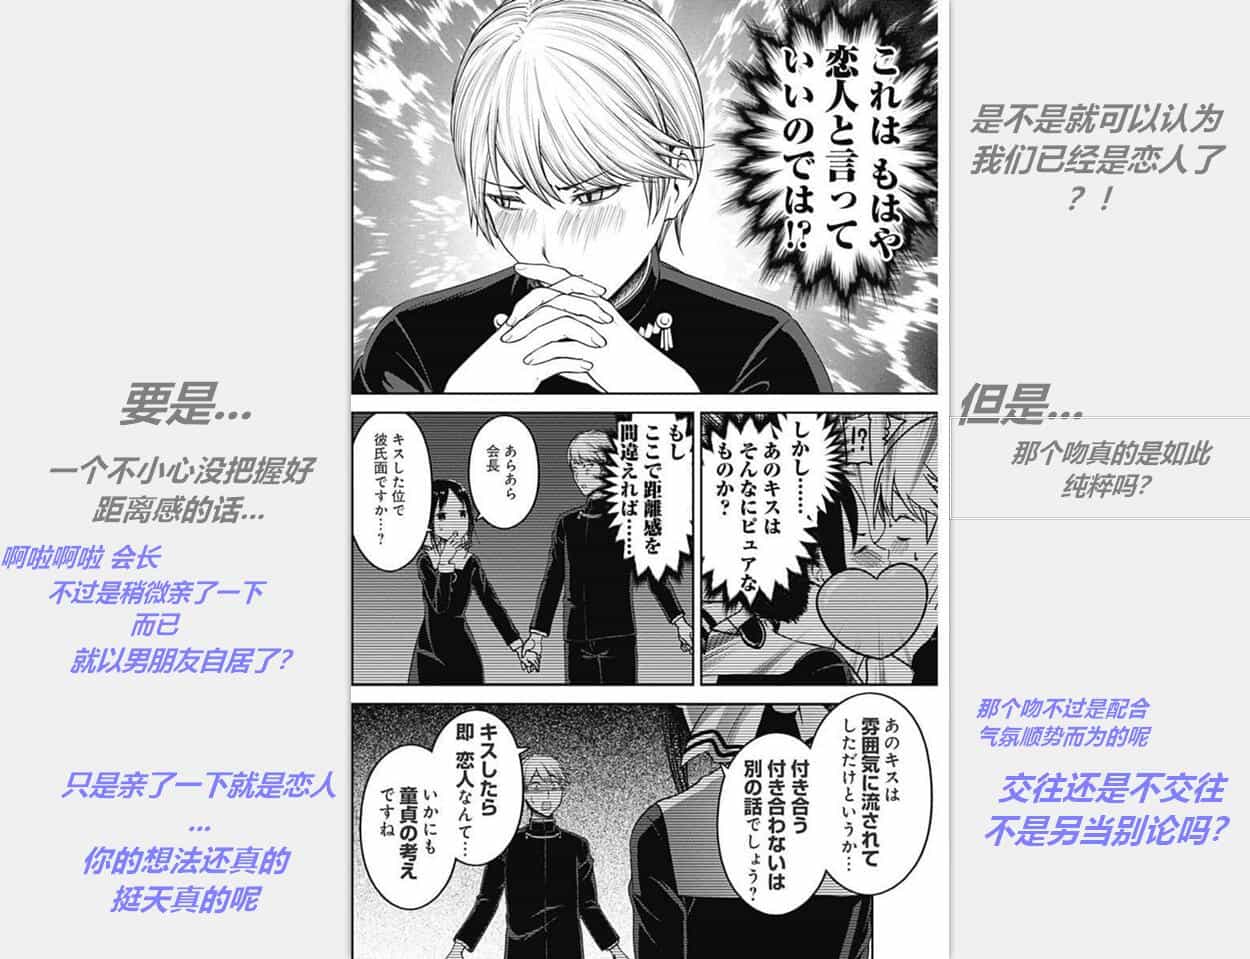 これは もはや
恋人と言って
いいのでは!?
是不是就可以认为
我们已经是恋人了
？！
!?
しかし……
あのキスは
そんなにピュアな
ものか?
但是...
那个吻真的是如此
纯粹吗?
もし
ここで距離感を
間違えれば……
あらあら
会長
キスした位で
彼氏面ですか…?
要是...
一个不小心没把握好
距离感的话...
啊啦啊啦 会长
不过是稍微亲了一下
而已
就以男朋友自居了?
あのキスは
雰囲気に流されて
しただけというか…
付き合う
付き合わないは
別の話でしょう?
那个吻不过是配合
气氛顺势而为的呢
交往还是不交往
不是另当别论吗?
キスしたら
即 恋人なんて…
いかにも
童貞の考え
ですね
只是亲了一下就是恋人
...
你的想法还真的
挺天真的呢